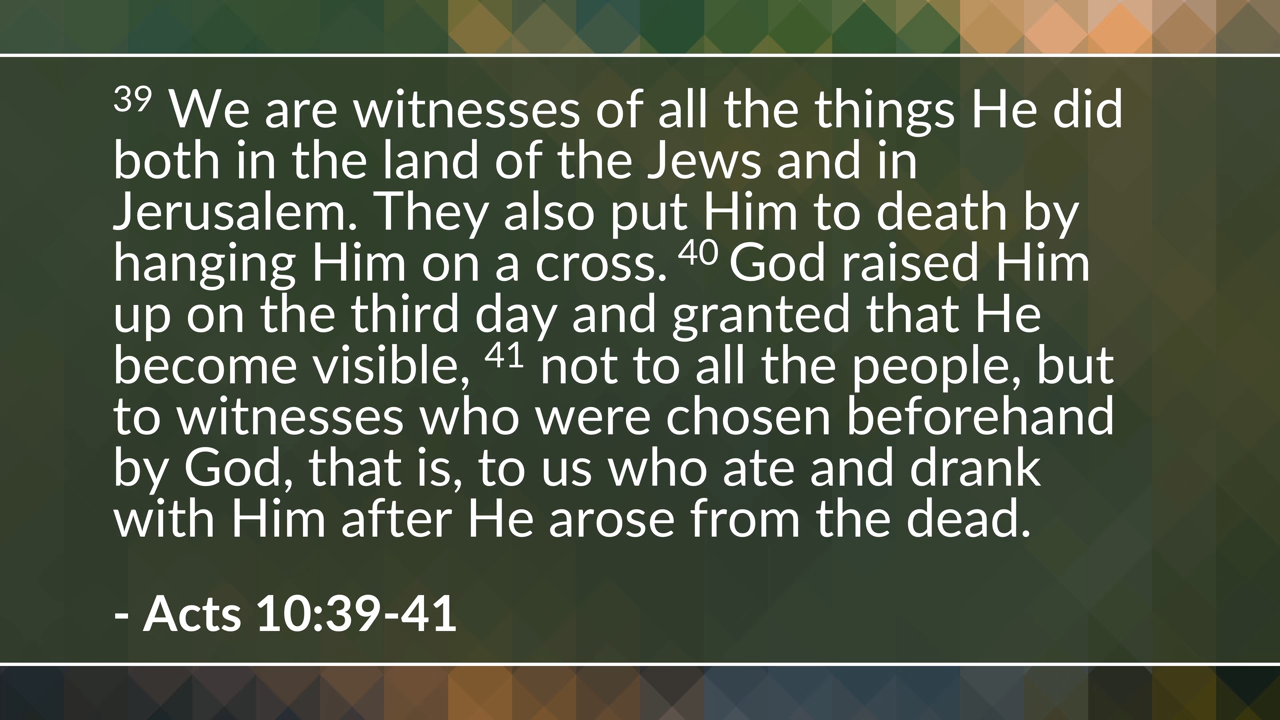 39 We are witnesses of all the things He did
both in the land of the Jews and in
Jerusalem. They also put Him to death by
hanging Him on a cross. 40 God raised Him
up on the third day and granted that He
become visible, 41 not to all the people, but
to witnesses who were chosen beforehand
by God, that is, to us who ate and drank
with Him after He arose from the dead.
- Acts 10:39-41